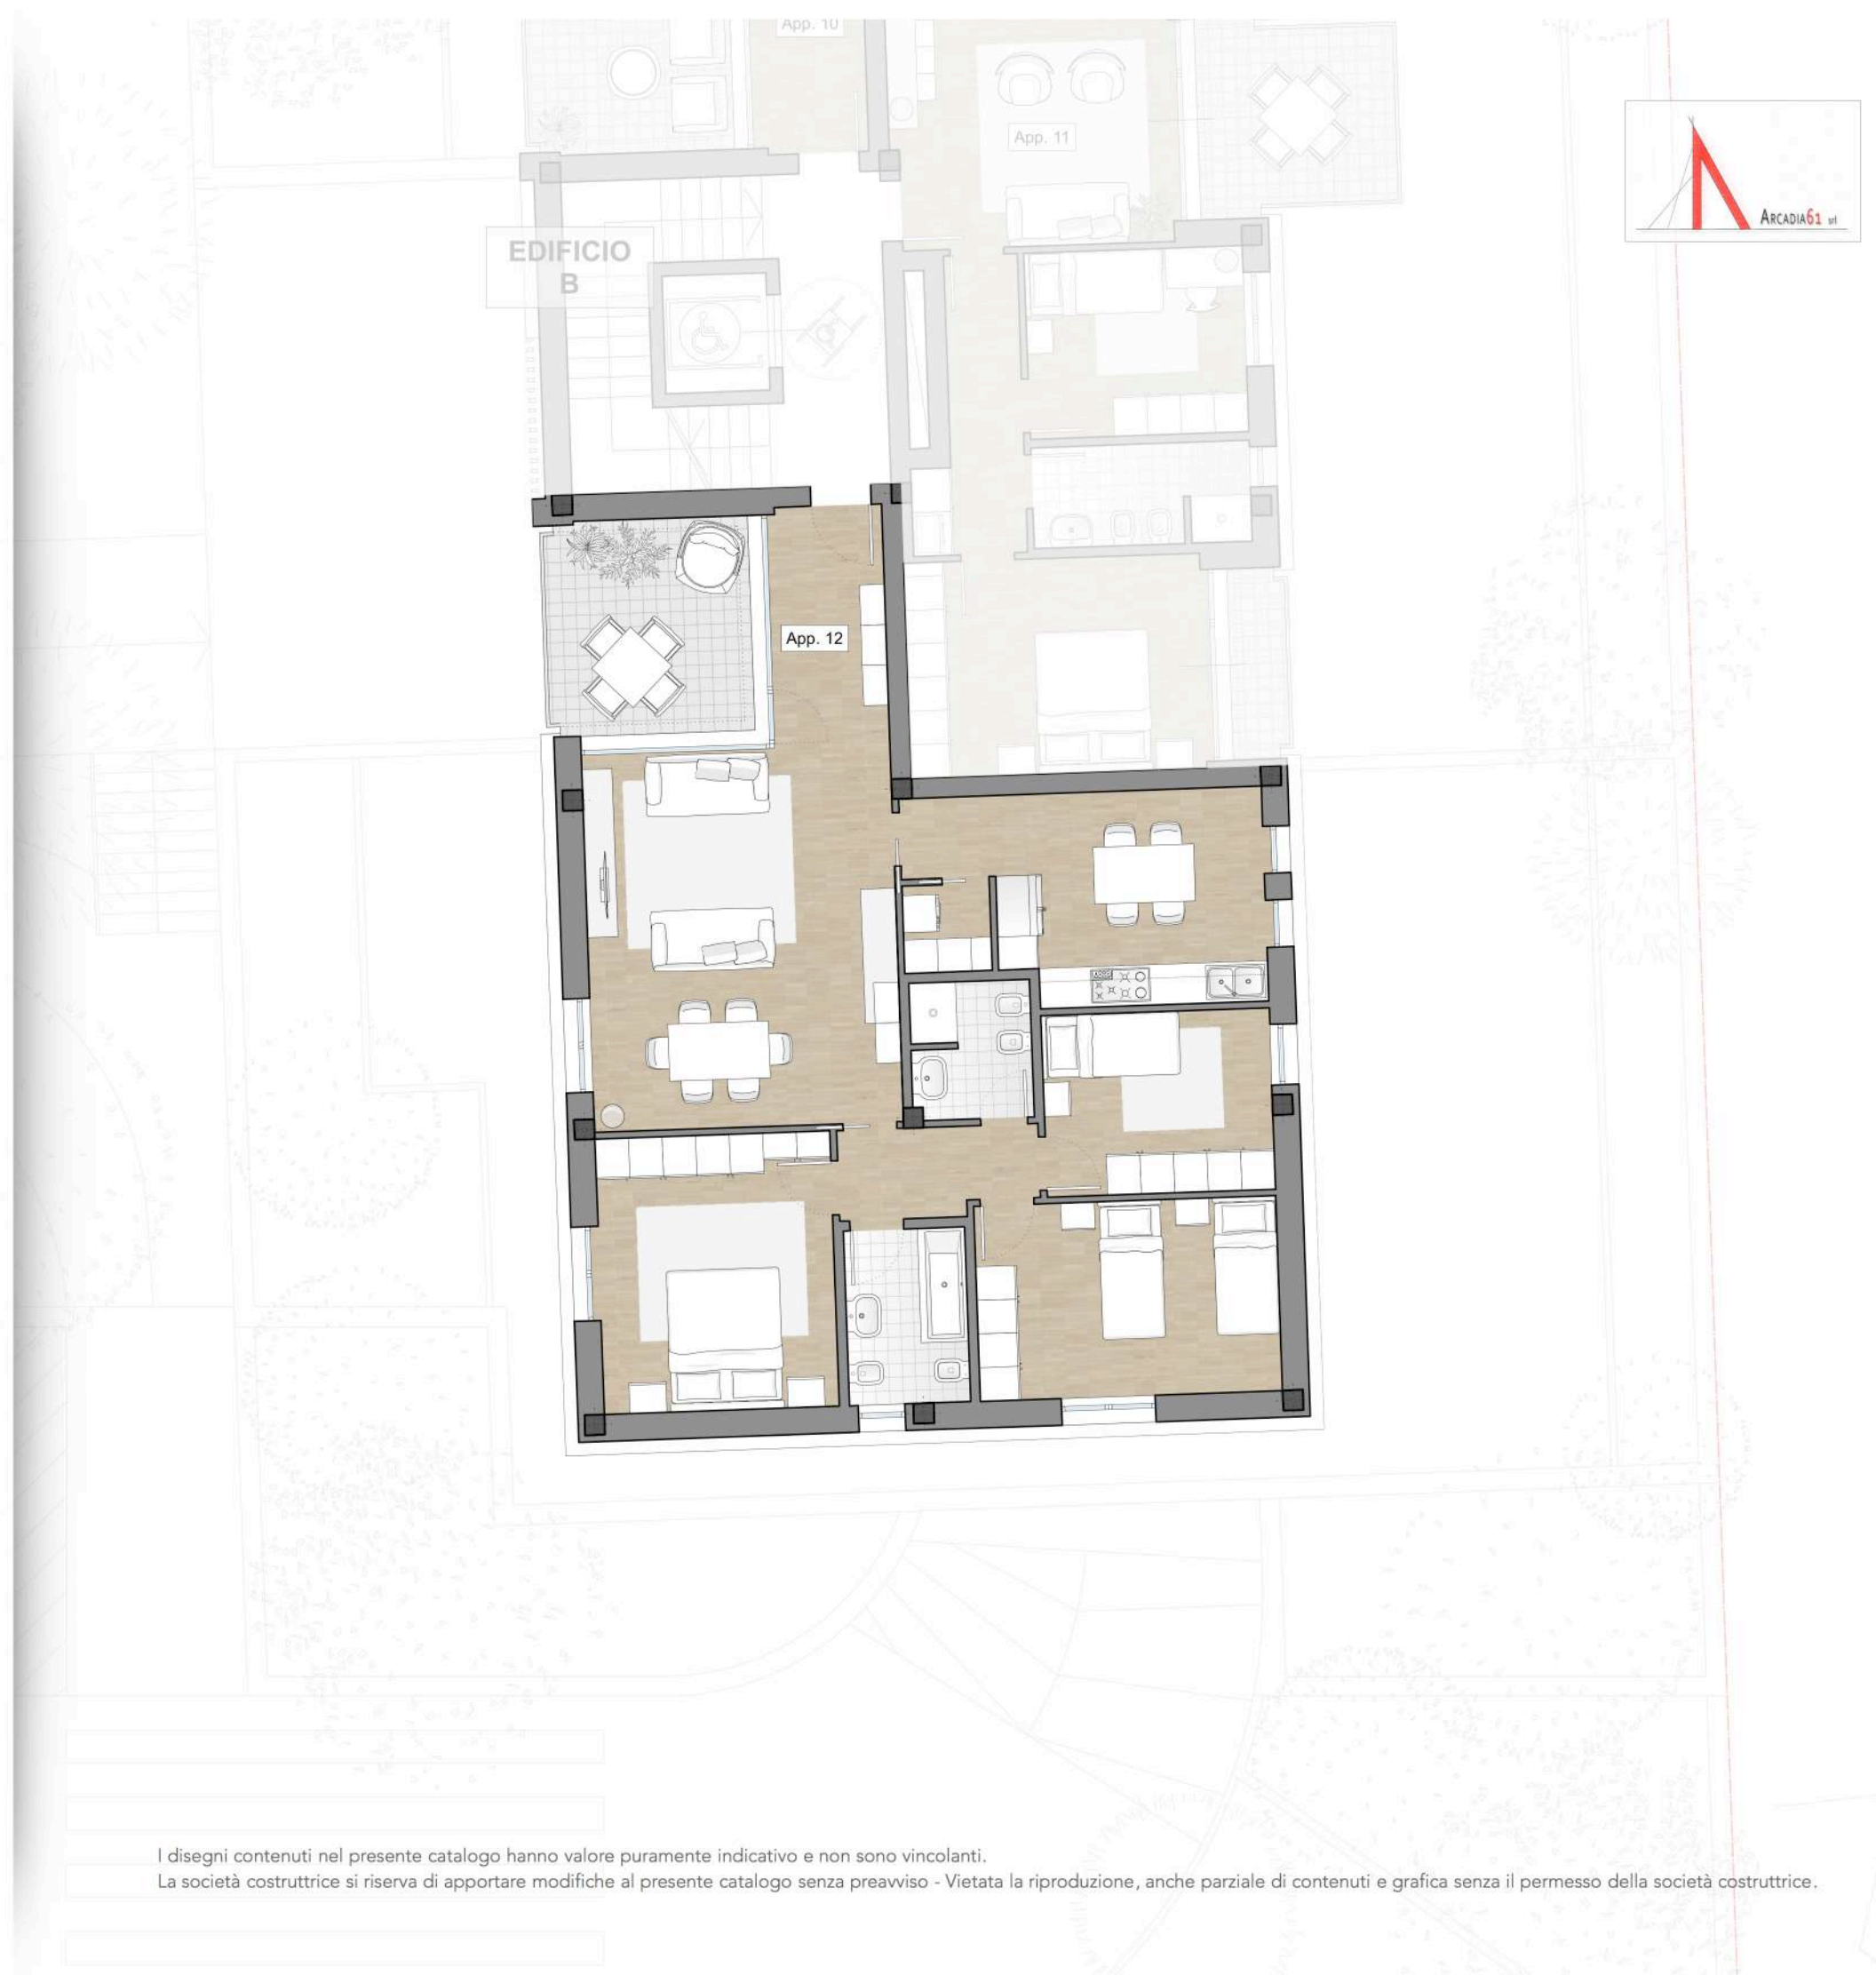 App. 10
App. 11
ARCADIA61 srl
EDIFICIO
B
App. 12
I disegni contenuti nel presente catalogo hanno valore puramente indicativo e non sono vincolanti.
La società costruttrice si riserva di apportare modifiche al presente catalogo senza preavviso - Vietata la riproduzione, anche parziale di contenuti e grafica senza il permesso della società costruttrice.